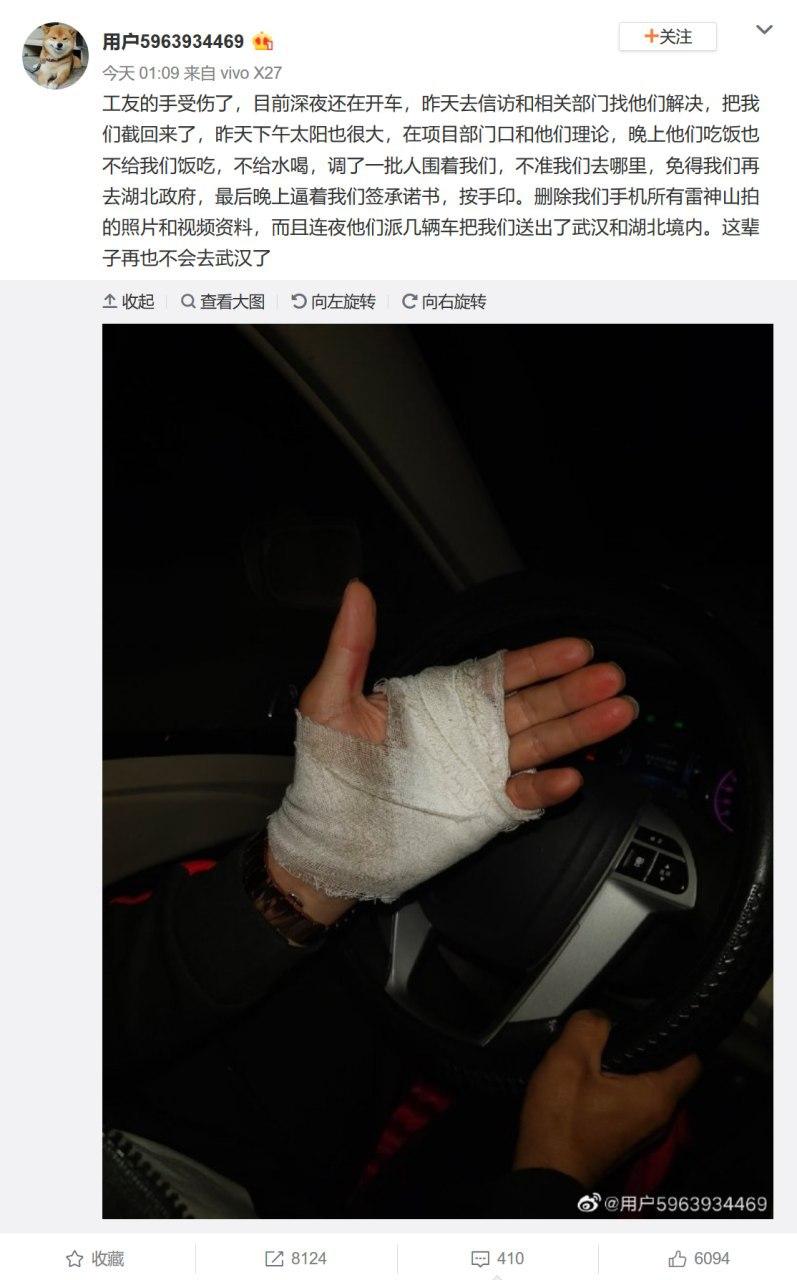 用户5963934469
关注
今天 01:09 来自 vivo X27
工友的手受伤了，目前深夜还在开车，昨天去信访和相关部门找他们解决，把我
们截回来了，昨天下午太阳也很大，在项目部门口和他们理论，晚上他们吃饭也
不给我们饭吃，不给水喝，调了一批人围着我们，不准我们去哪里，免得我们再
去湖北政府，最后晚上逼着我们签承诺书，按手印。删除我们手机所有雷神山拍
的照片和视频资料，而且连夜他们派几辆车把我们送出了武汉和湖北境内。这辈
子再也不会去武汉了
收起 查看大图 向左旋转 向右旋转
@用户5963934469
收藏 8124 410 6094